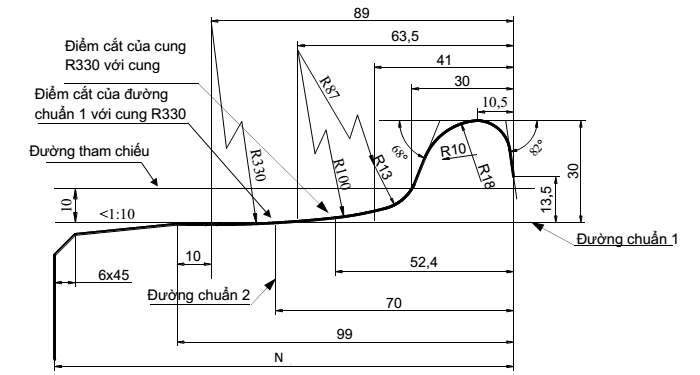 89
Điểm cắt của cung
R330 với cung
63,5
41
30
10,5
Điểm cắt của đường
chuẩn 1 với cung R330
R87
Đường tham chiếu
68°
R10
82°
R330
R100
R13
R18
30
13,5
10
<1:10
Đường chuẩn 1
6x45
10
52,4
Đường chuẩn 2
70
99
N